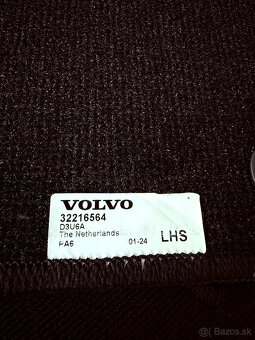 VOLVO
32216564
D3U6A
The Netherlands
PA6 01-24 LHS
Bazos.sk